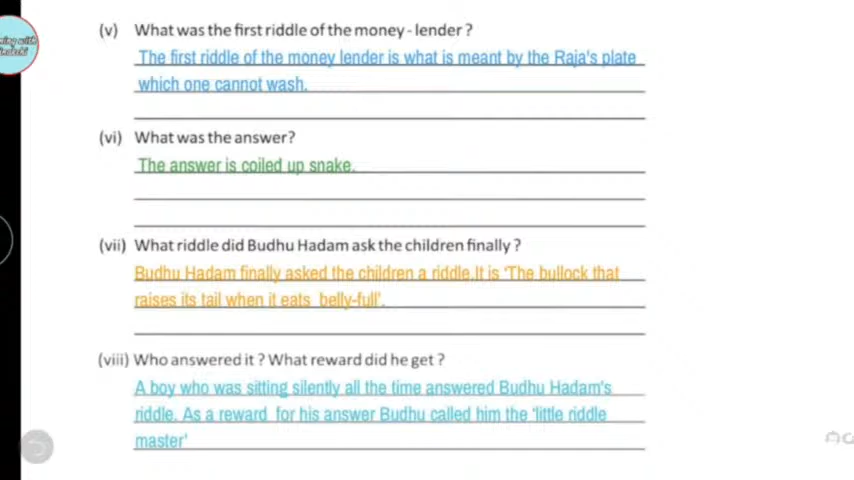 (v) What was the first riddle of the money - lender ?
The first riddle of the money lender is what is meant by the Raja's plate
which one cannot wash.
(vi) What was the answer?
The answer is coiled up snake.
(vii) What riddle did Budhu Hadam ask the children finally ?
Budhu Hadam finally asked the children a riddle.It is 'The bullock that
raises its tail when it eats belly-full'.
(viii) Who answered it ? What reward did he get ?
A boy who was sitting silently all the time answered Budhu Hadam's
riddle. As a reward for his answer Budhu called him the 'little riddle
master'